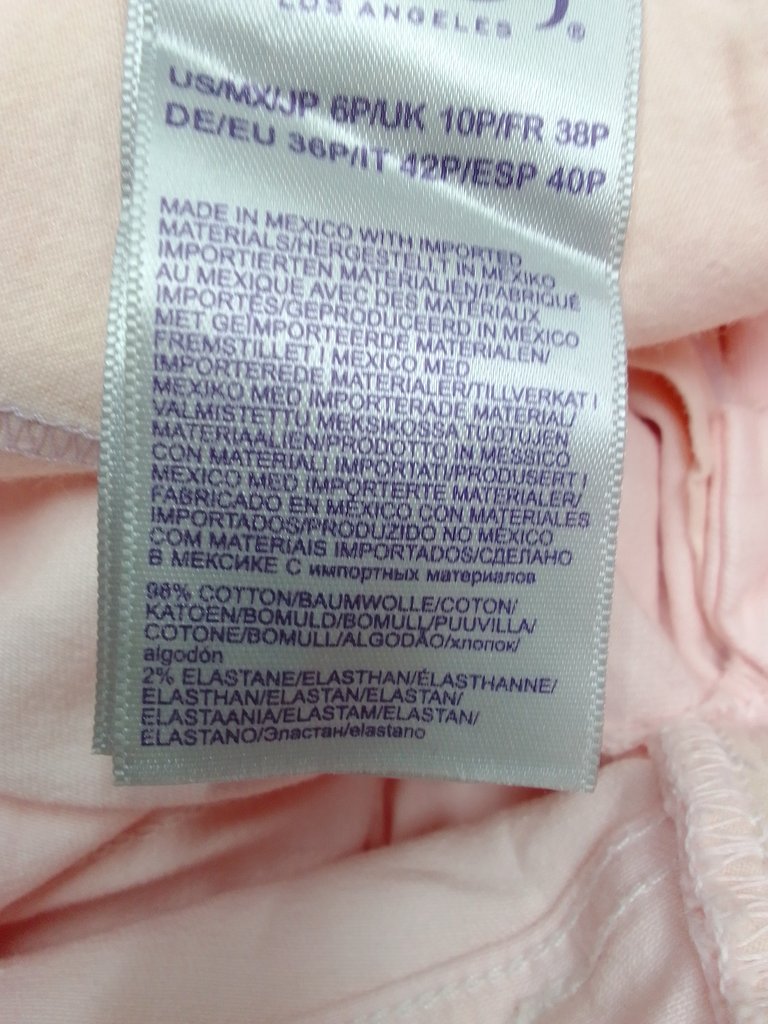 LOS ANGELES ®
US/MX/JP 6P/UK 10P/FR 38P
DE/EU 36P/IT 42P/ESP 40P
MADE IN MEXICO WITH IMPORTED
MATERIALS/HERGESTELLT IN MEXIKO
IMPORTIERTEN MATERIALIEN/FABRIQUÉ
AU MEXIQUE AVEC DES MATÉRIAUX
IMPORTÉS/GEPRODUCEERD IN MEXICO
MET GEÏMPORTEERDE MATERIALEN/
FREMSTILLET I MEXICO MED
IMPORTEREDE MATERIALER/TILLVERKAT I
MEXIKO MED IMPORTERADE MATERIAL/
VALMISTETTU MEKSIKOSSA TUOTUJEN
MATERIAALIEN/PRODOTTO IN MESSICO
CON MATERIALI IMPORTATI/PRODUSERT I
MEXICO MED IMPORTERTE MATERIALER/
FABRICADO EN MÉXICO CON MATERIALES
IMPORTADOS/PRODUZIDO NO MÉXICO
COM MATERIAIS IMPORTADOS/СДЕЛАНО
В МЕКСИКЕ С импортных материалов
98% COTTON/BAUMWOLLE/COTON/
KATOEN/BOMULD/BOMULL/PUUVILLA/
COTONE/BOMULL/ALGODÃO/хлопок/
algodón
2% ELASTANE/ELASTHAN/ÉLASTHANNE/
ELASTHAN/ELASTAN/ELASTAN/
ELASTAANIA/ELASTAM/ELASTAN/
ELASTANO/Эластан/elastano